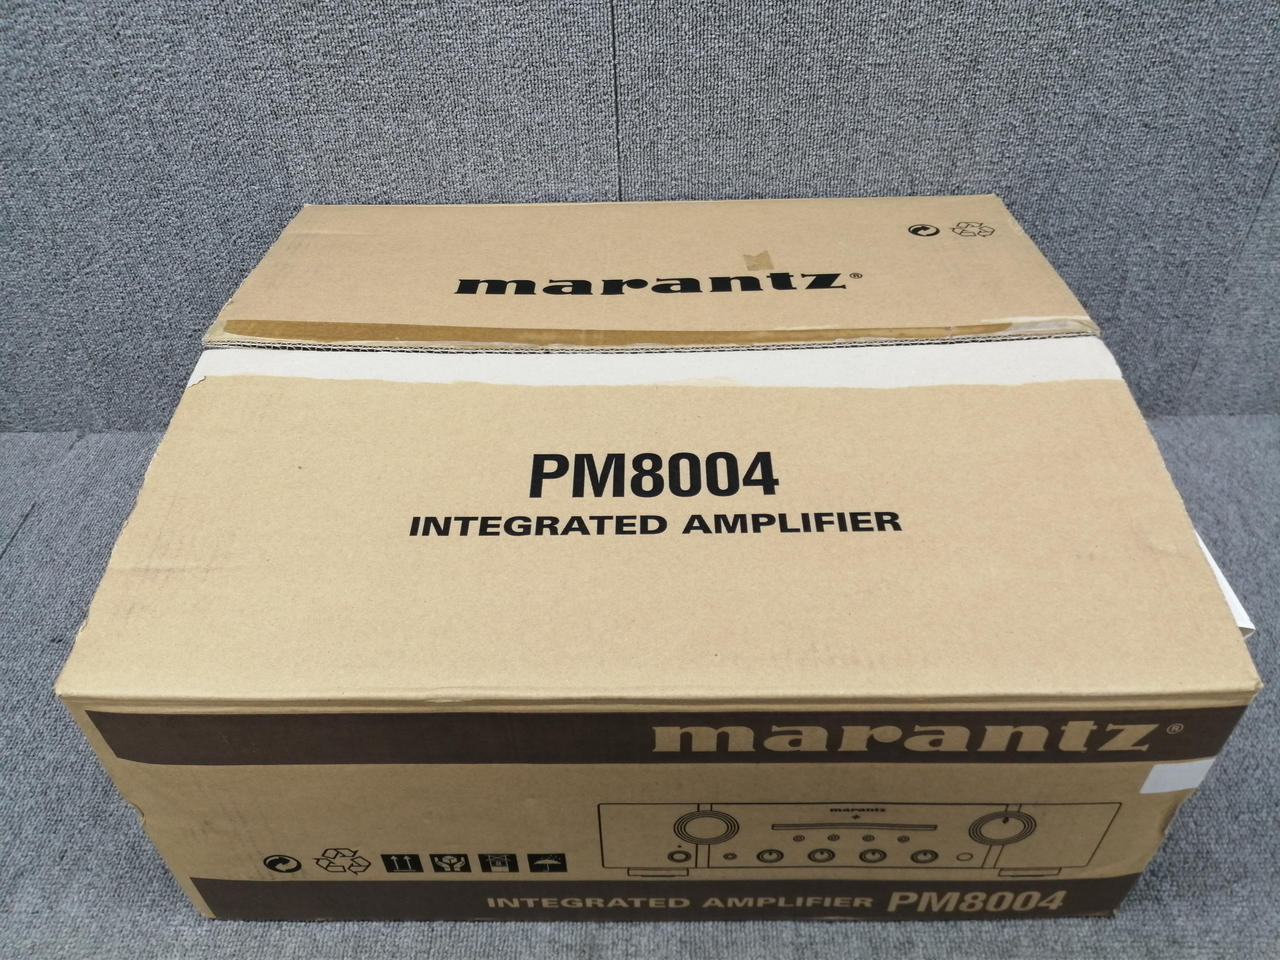 marantz®
PM8004
INTEGRATED AMPLIFIER
marantz®
marantz
INTEGRATED AMPLIFIER PM8004